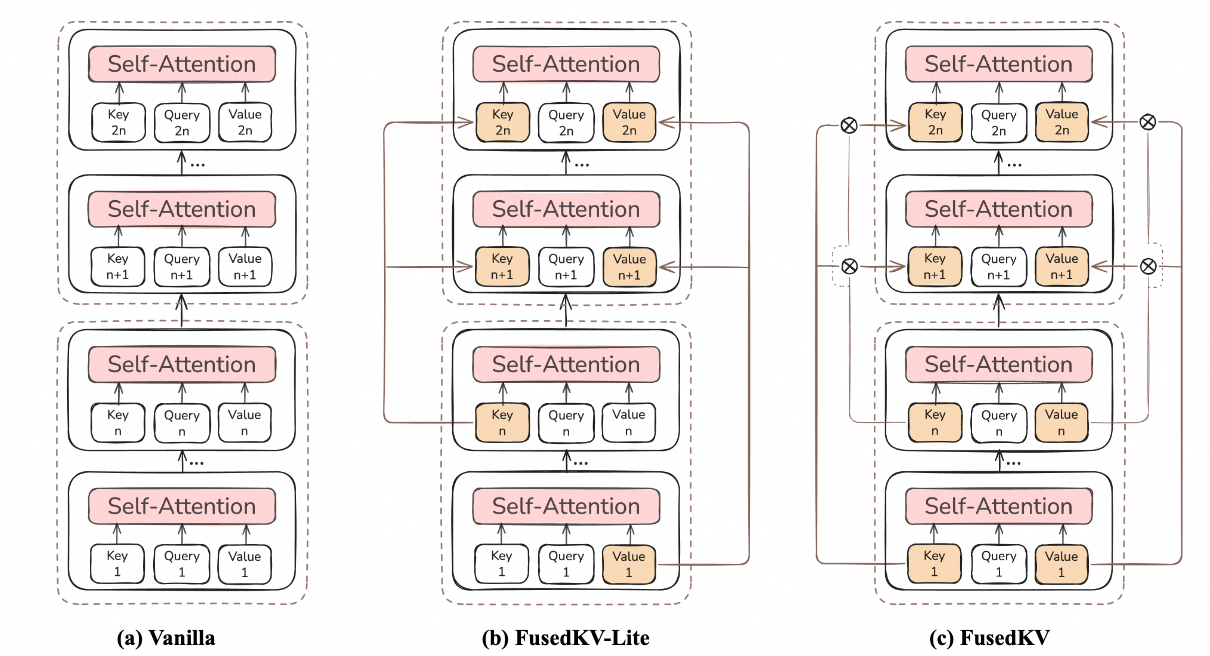 Self-Attention
Key 2n
Query 2n
Value 2n
...
Self-Attention
Key n+1
Query n+1
Value n+1
Self-Attention
Key n
Query n
Value n
...
Self-Attention
Key 1
Query 1
Value 1
(a) Vanilla
Self-Attention
Key 2n
Query 2n
Value 2n
...
Self-Attention
Key n+1
Query n+1
Value n+1
Self-Attention
Key n
Query n
Value n
...
Self-Attention
Key 1
Query 1
Value 1
(b) FusedKV-Lite
Self-Attention
Key 2n
Query 2n
Value 2n
...
Self-Attention
Key n+1
Query n+1
Value n+1
Self-Attention
Key n
Query n
Value n
...
Self-Attention
Key 1
Query 1
Value 1
(c) FusedKV